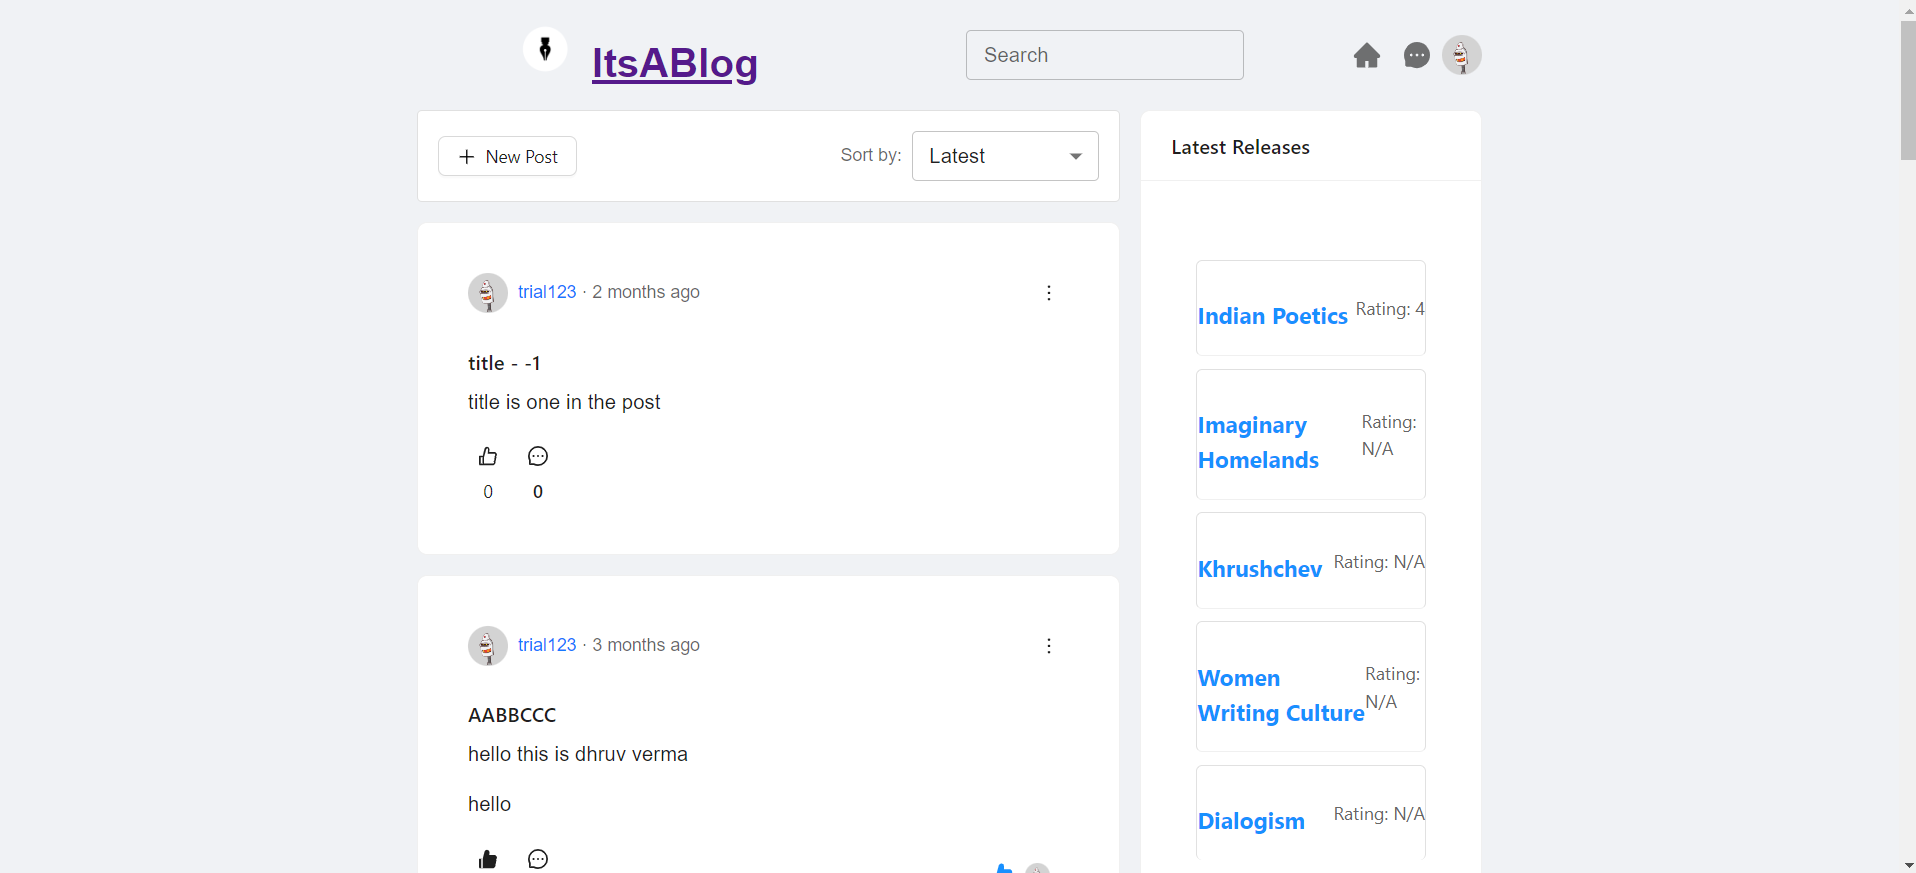 ItsABlog
Search
New Post
Sort by:
Latest
trial123 · 2 months ago
title - -1
title is one in the post
0
0
trial123 · 3 months ago
AABBCCC
hello this is dhruv verma
hello
Latest Releases
Indian Poetics
Rating: 4
Imaginary
Homelands
Rating:
N/A
Khrushchev
Rating: N/A
Women
Writing Culture
Rating:
N/A
Dialogism
Rating: N/A